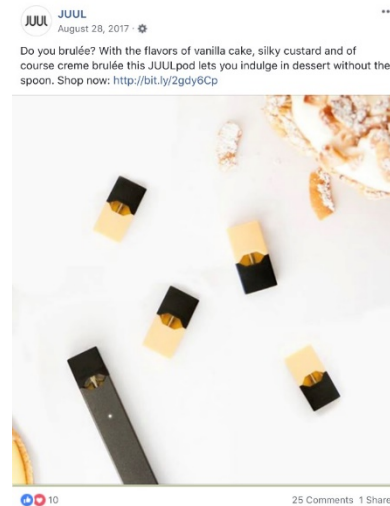 JUUL
JUUL
August 28, 2017 ·
Do you brulée? With the flavors of vanilla cake, silky custard and of
course creme brulée this JUULpod lets you indulge in dessert without the
spoon. Shop now: http://bit.ly/2gdy6Cp
10
25 Comments 1 Share